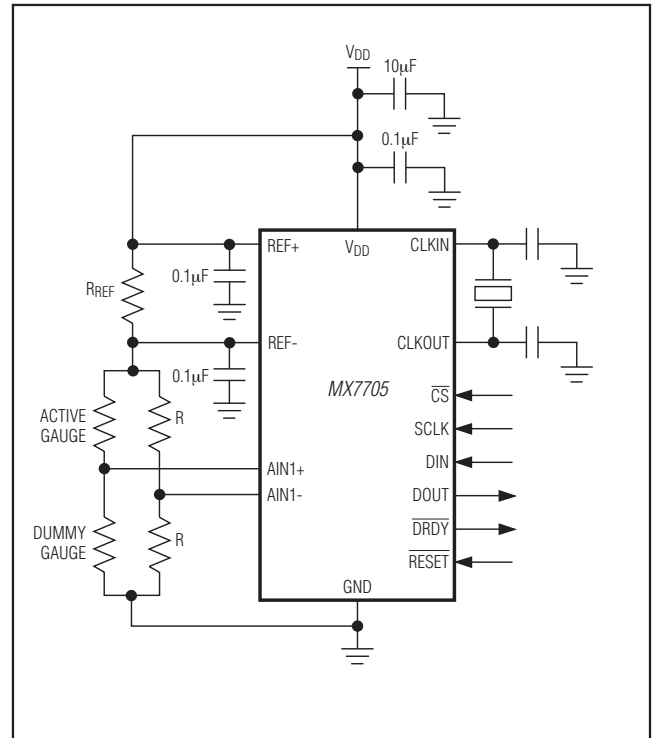 VDD
10µF
0.1µF
REF+
VDD
CLKIN
0.1µF
RREF
REF-
CLKOUT
0.1µF
MX7705
CS
ACTIVE
GAUGE
R
SCLK
DIN
AIN1+
AIN1-
DOUT
DUMMY
GAUGE
R
DRDY
RESET
GND